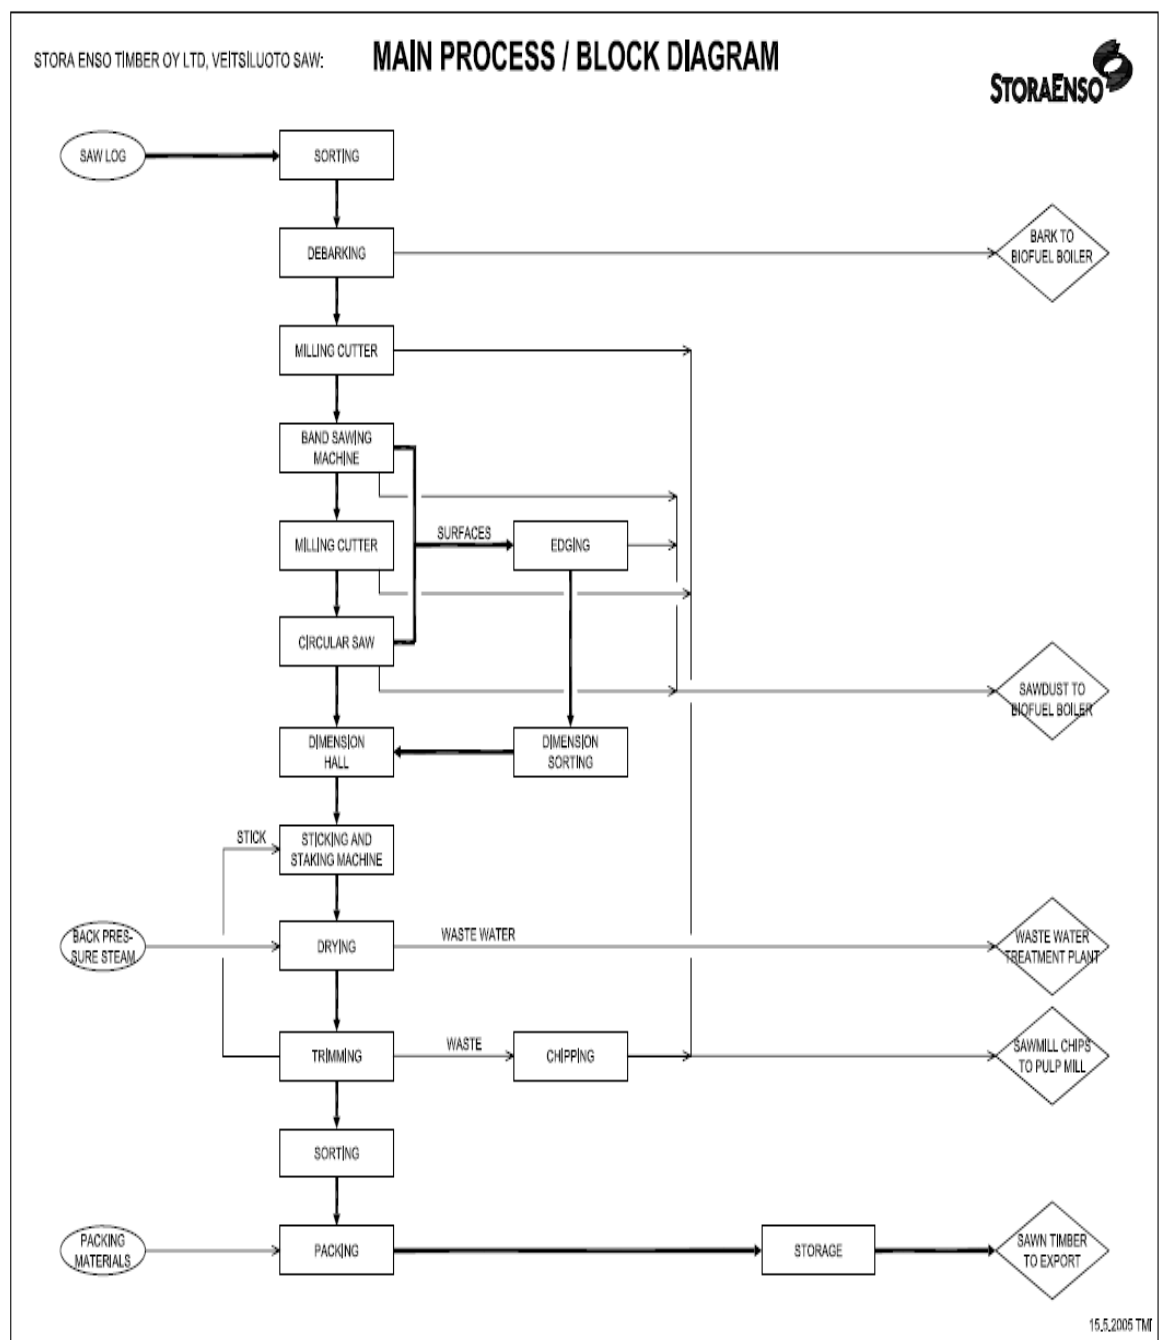 STORA ENSO TIMBER OY LTD, VEITSILUOTO SAW:
MAIN PROCESS / BLOCK DIAGRAM
STORAENSO
SAW LOG
SORTING
DEBARKING
BARK TO
BIOFUEL BOILER
MILLING CUTTER
BAND SAWING
MACHINE
MILLING CUTTER
SURFACES
EDGING
CIRCULAR SAW
SAWDUST TO
BIOFUEL BOILER
DIMENSION
HALL
DIMENSION
SORTING
STICK
STICKING AND
STAKING MACHINE
BACK PRES-
SURE STEAM
DRYING
WASTE WATER
WASTE WATER
TREATMENT PLANT
TRIMMING
WASTE
CHIPPING
SAWMILL CHIPS
TO PULP MILL
SORTING
PACKING
MATERIALS
PACKING
STORAGE
SAWN TIMBER
TO EXPORT
15.5.2005 TMI